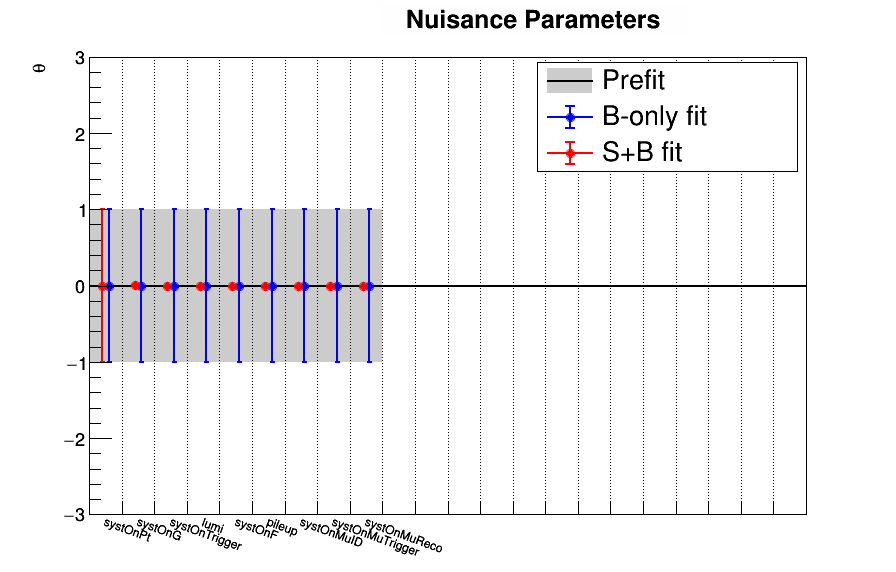 Nuisance Parameters
θ
3
2
1
0
−1
−2
−3
Prefit
B-only fit
S+B fit
systOnPt
systOnG
systOnTrigger
lumi
systOnF
pileup
systOnMuID
systOnMuTrigger
systOnMuReco